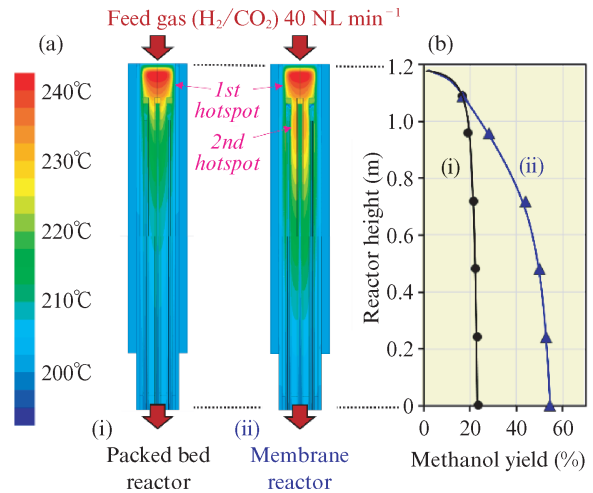 Feed gas (H₂/CO₂) 40 NL min⁻¹
(a)
240℃
230℃
220℃
210℃
200℃
1st
hotspot
2nd
hotspot
(i)
Packed bed
reactor
(ii)
Membrane
reactor
(b)
Reactor height (m)
1.2
1.0
0.8
0.6
0.4
0.2
0
(i)
(ii)
0 20 40 60
Methanol yield (%)